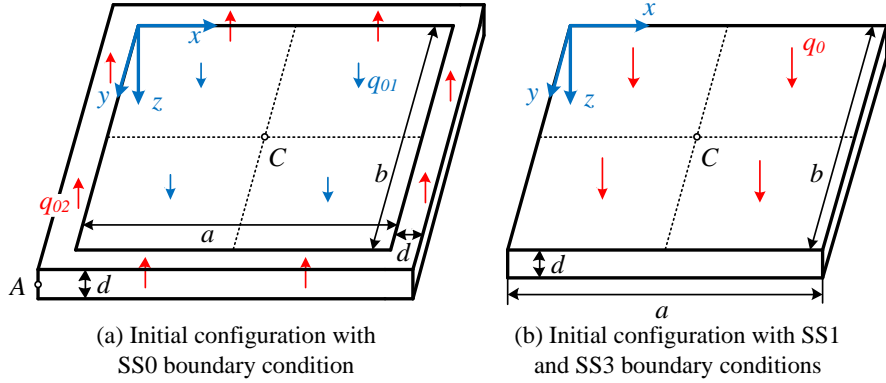 x
y
z
q01
q02
C
a
b
d
A
d
(a) Initial configuration with
SS0 boundary condition
x
y
z
q0
C
b
d
a
(b) Initial configuration with SS1
and SS3 boundary conditions